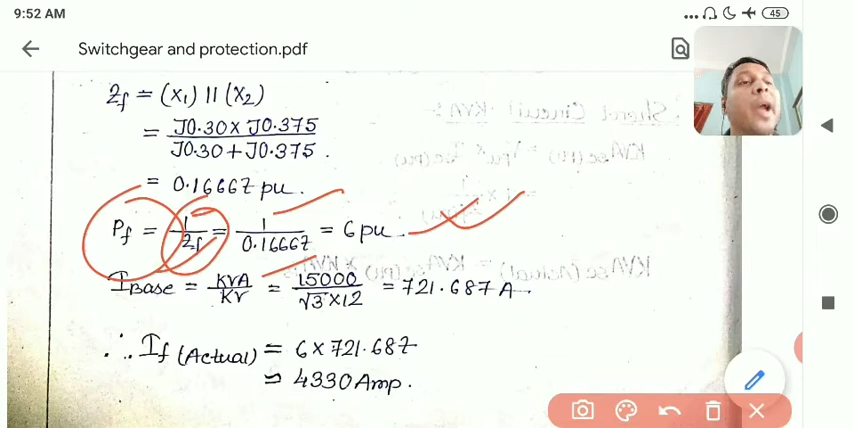 9:52 AM
45
Switchgear and protection.pdf
Zf = (X₁) || (X₂)
= J0.30 x J0.375 / J0.30 + J0.375 .
= 0.16667 pu.
Pf = 1/Zf = 1/0.16667 = 6 pu.
IBASE = KVA/KV = 15000/√3 x 12 = 721.687 A.
∴ If (Actual) = 6 x 721.687
= 4330 Amp.